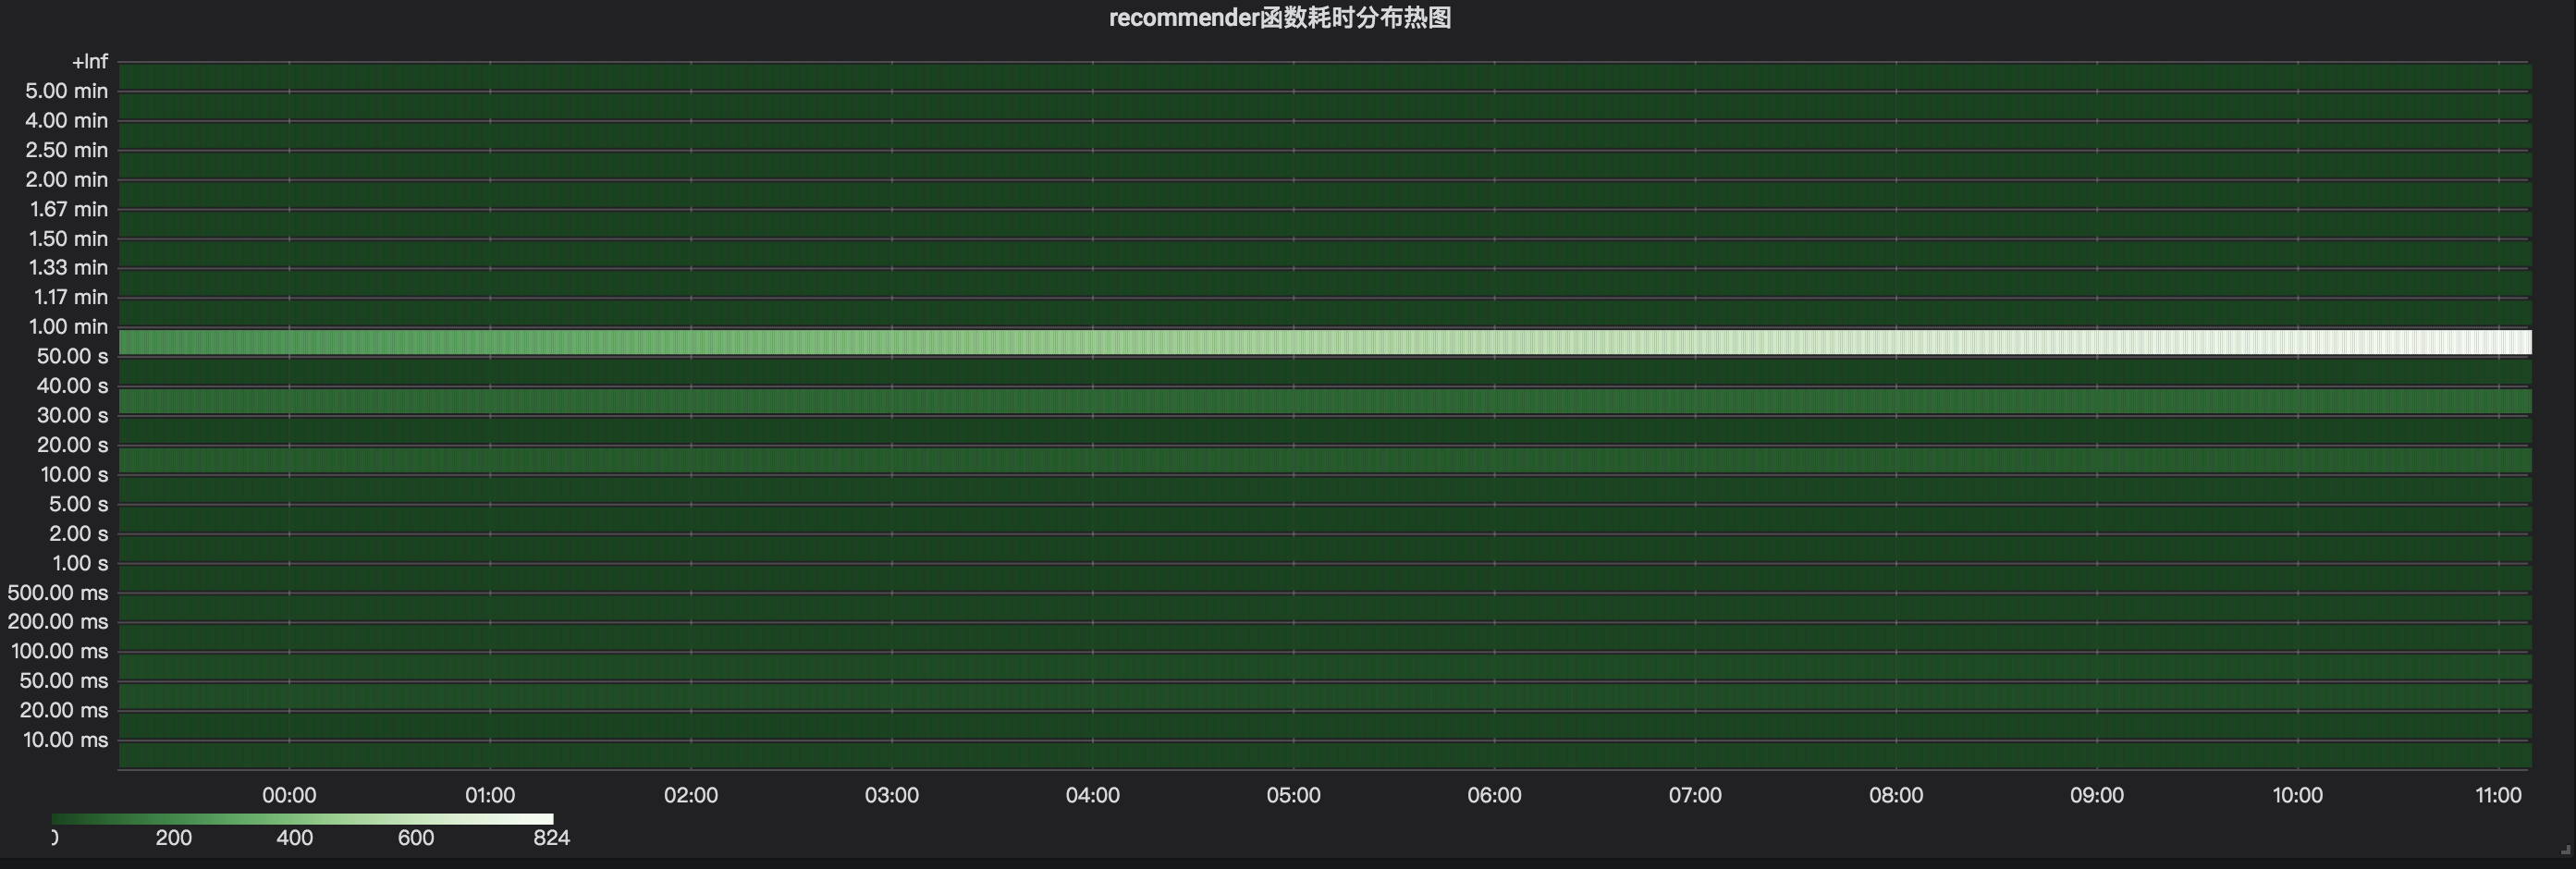 recommender函数耗时分布热图
+Inf
5.00 min
4.00 min
2.50 min
2.00 min
1.67 min
1.50 min
1.33 min
1.17 min
1.00 min
50.00 s
40.00 s
30.00 s
20.00 s
10.00 s
5.00 s
2.00 s
1.00 s
500.00 ms
200.00 ms
100.00 ms
50.00 ms
20.00 ms
10.00 ms
00:00 01:00 02:00 03:00 04:00 05:00 06:00 07:00 08:00 09:00 10:00 11:00
0 200 400 600 824